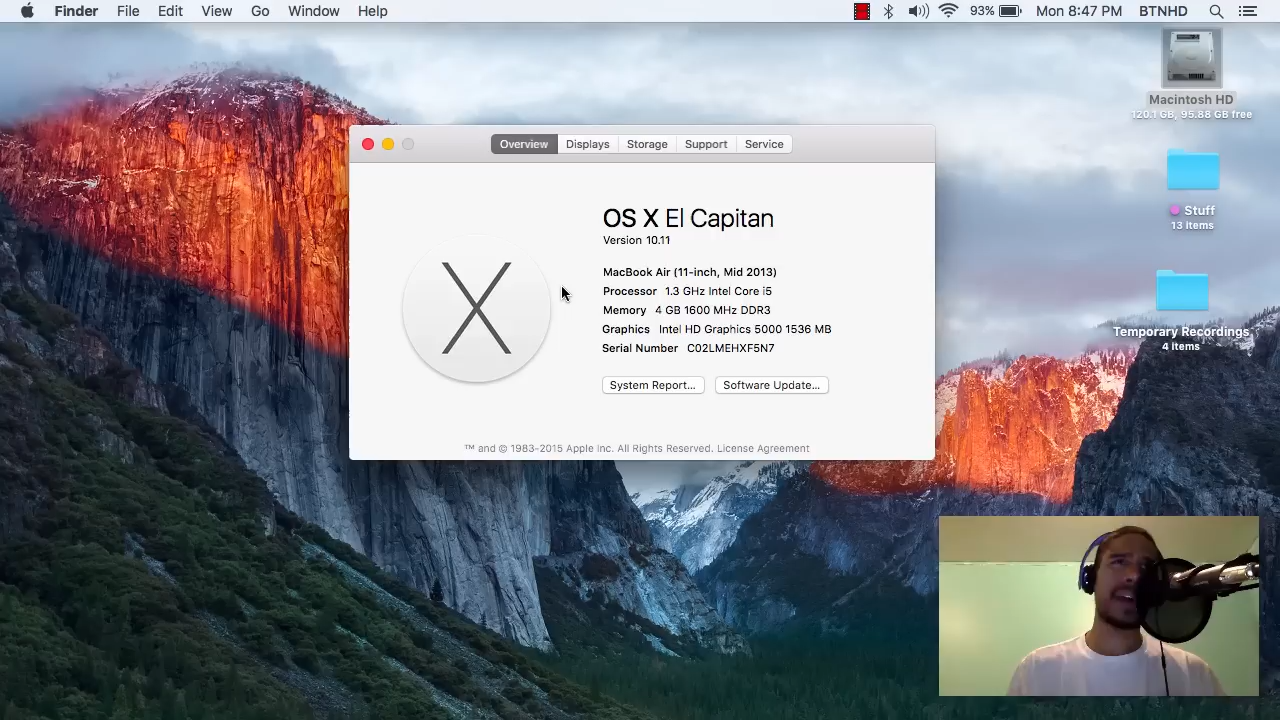 Finder File Edit View Go Window Help 93% Mon 8:47 PM BTNHD
Macintosh HD
120.1 GB, 95.88 GB free
Overview Displays Storage Support Service
Stuff
13 items
OS X El Capitan
Version 10.11
MacBook Air (11-inch, Mid 2013)
Processor 1.3 GHz Intel Core i5
Memory 4 GB 1600 MHz DDR3
Graphics Intel HD Graphics 5000 1536 MB
Serial Number C02LMEHXF5N7
Temporary Recordings
4 items
System Report... Software Update...
™ and © 1983-2015 Apple Inc. All Rights Reserved. License Agreement